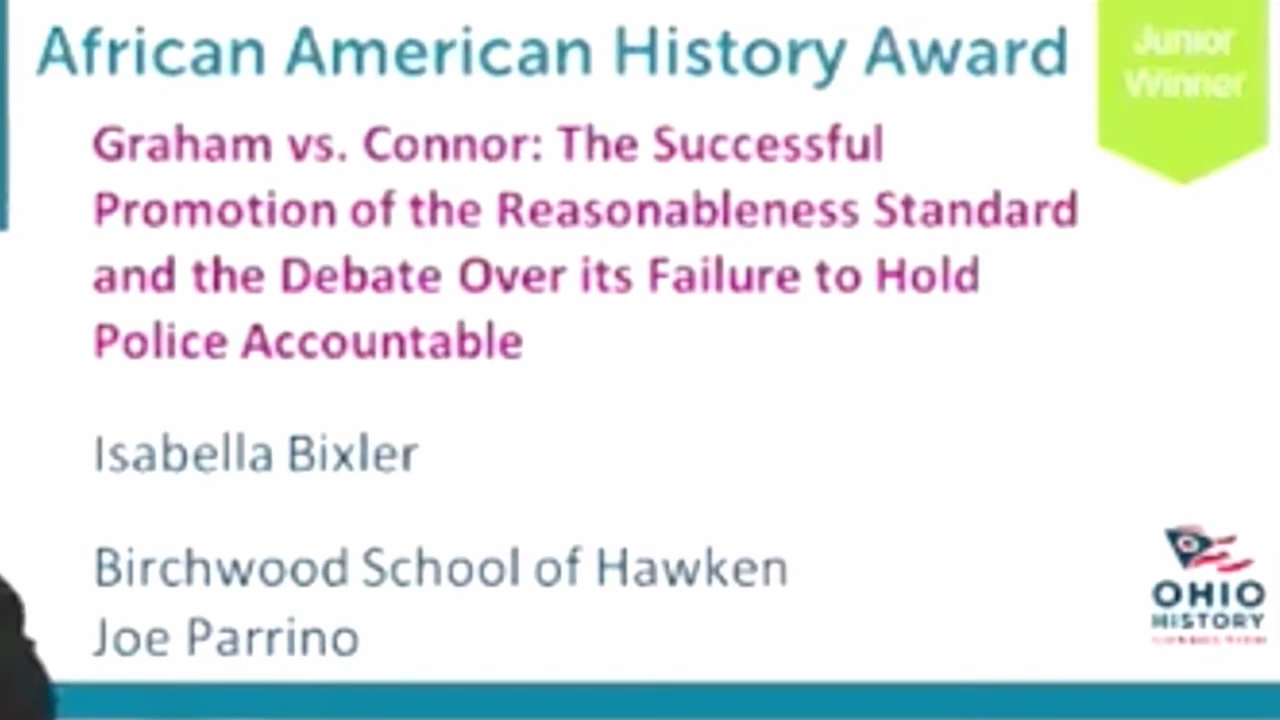 African American History Award
Junior
Winner
Graham vs. Connor: The Successful
Promotion of the Reasonableness Standard
and the Debate Over its Failure to Hold
Police Accountable
Isabella Bixler
Birchwood School of Hawken
Joe Parrino
OHIO
HISTORY